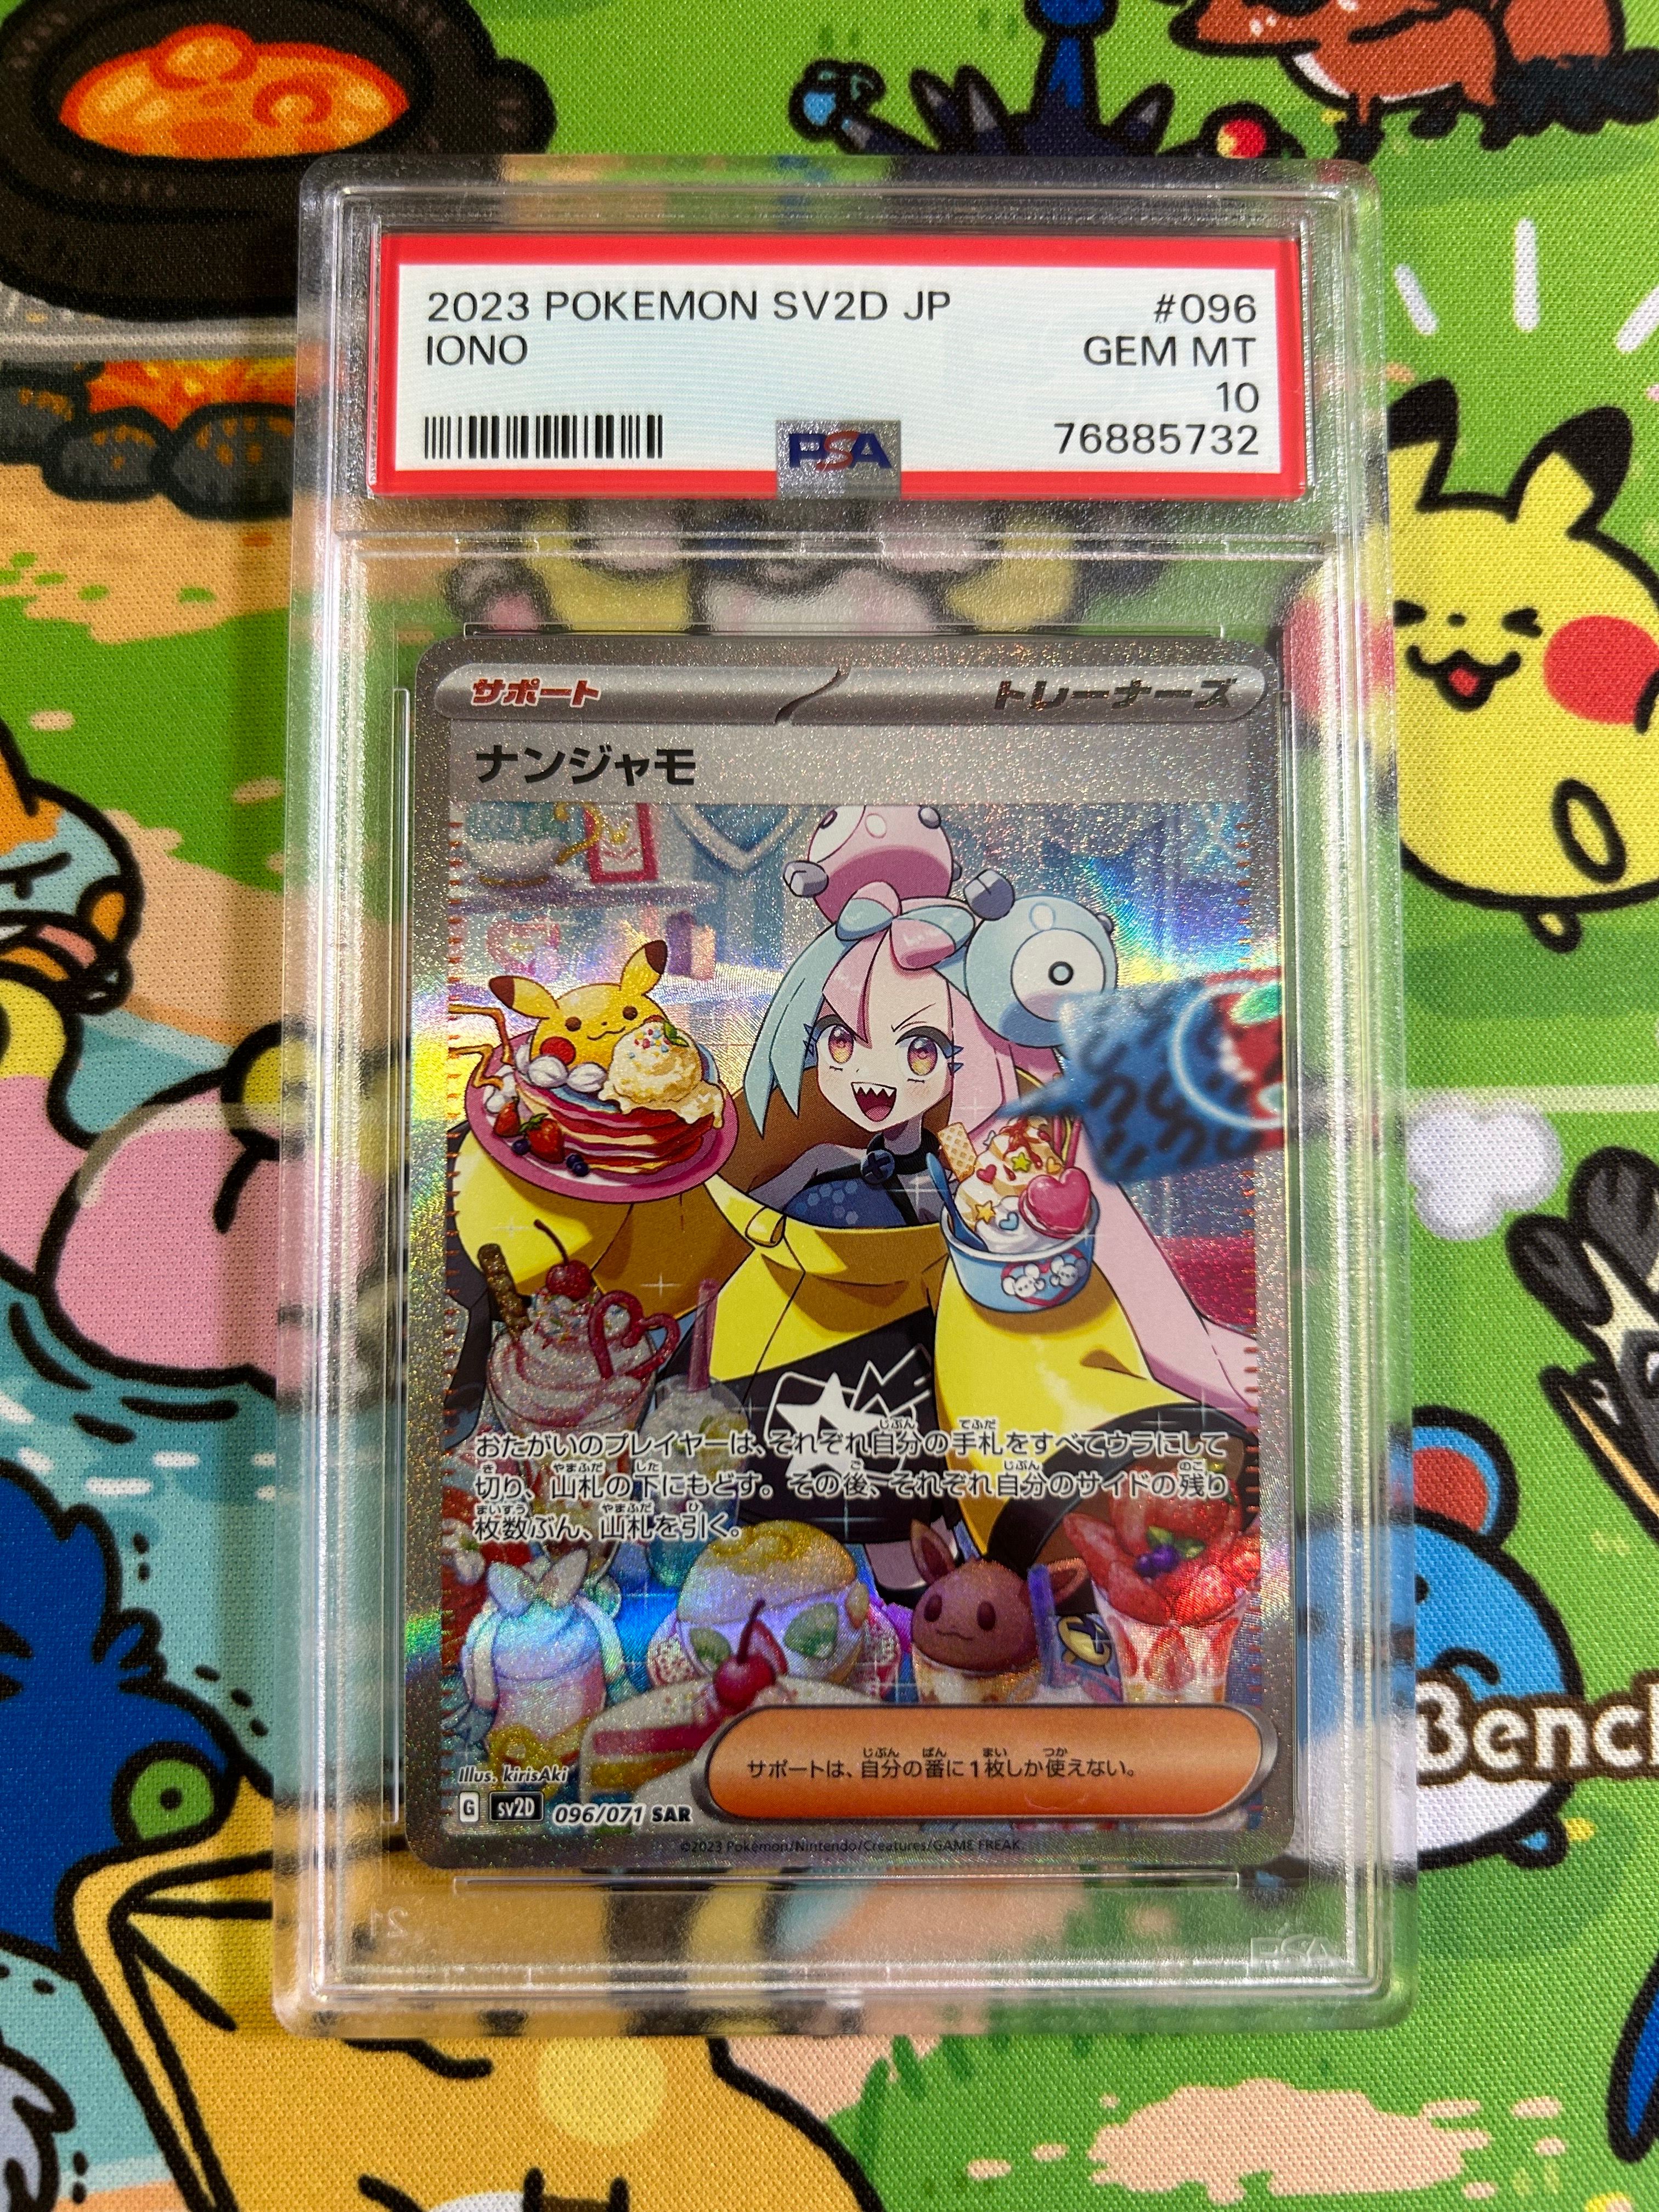 2023 POKEMON SV2D JP #096
IONO GEM MT
10
76885732
PSA
サポート トレーナーズ
ナンジャモ
おたがいのプレイヤーは、それぞれ自分の手札をすべてウラにして
切り、山札の下にもどす。その後、それぞれ自分のサイドの残り
枚数ぶん、山札を引く。
サポートは、自分の番に1枚しか使えない。
Illus. kirisAki
G sv2D 096/071 SAR
©2023 Pokémon/Nintendo/Creatures/GAME FREAK.
PSA